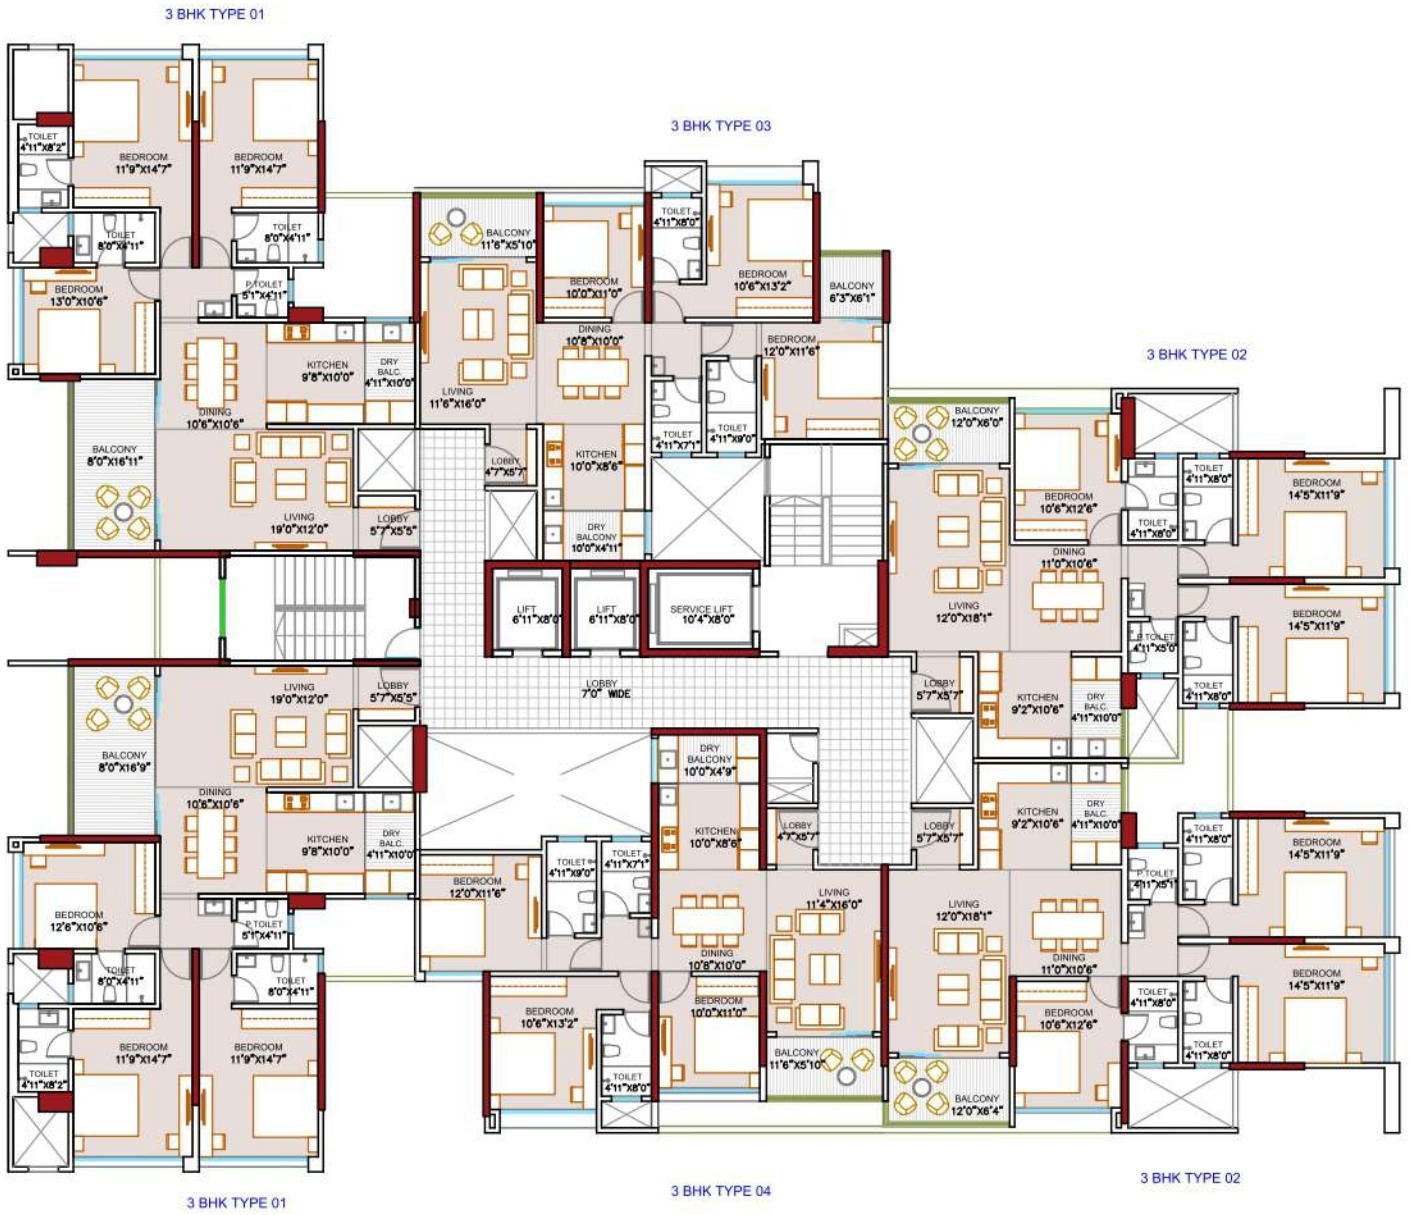 3 BHK TYPE 01
TOILET
4'11"X8'2"
BEDROOM
11'9"X14'7"
BEDROOM
11'9"X14'7"
TOILET
8'0"X4'11"
TOILET
8'0"X4'11"
BEDROOM
13'0"X10'6"
P.TOILET
5'1"X4'11"
KITCHEN
9'8"X10'0"
DRY
BALC.
4'11"X10'0"
DINING
10'6"X10'6"
BALCONY
8'0"X16'11"
LIVING
19'0"X12'0"
LOBBY
5'7"X5'5"
3 BHK TYPE 03
BALCONY
11'6"X5'10"
BEDROOM
10'0"X11'0"
TOILET
4'11"X8'0"
BEDROOM
10'6"X13'2"
BALCONY
6'3"X6'1"
DINING
10'8"X10'0"
BEDROOM
12'0"X11'6"
LIVING
11'6"X16'0"
TOILET
4'11"X7'1"
TOILET
4'11"X9'0"
LOBBY
4'7"X5'7"
KITCHEN
10'0"X8'6"
DRY
BALCONY
10'0"X4'11"
3 BHK TYPE 02
BALCONY
12'0"X6'0"
BEDROOM
10'6"X12'6"
TOILET
4'11"X8'0"
TOILET
4'11"X8'0"
BEDROOM
14'5"X11'9"
DINING
11'0"X10'6"
LIVING
12'0"X18'1"
BEDROOM
14'5"X11'9"
P.TOILET
4'11"X5'0"
TOILET
4'11"X8'0"
LOBBY
5'7"X5'7"
KITCHEN
9'2"X10'6"
DRY
BALC.
4'11"X10'0"
LIFT
6'11"X8'0"
LIFT
6'11"X8'0"
SERVICE LIFT
10'4"X8'0"
LOBBY
7'0" WIDE
LIVING
19'0"X12'0"
LOBBY
5'7"X5'5"
BALCONY
8'0"X16'9"
DINING
10'6"X10'6"
KITCHEN
9'8"X10'0"
DRY
BALC.
4'11"X10'0"
BEDROOM
12'6"X10'6"
P.TOILET
5'1"X4'11"
TOILET
8'0"X4'11"
TOILET
8'0"X4'11"
BEDROOM
11'9"X14'7"
BEDROOM
11'9"X14'7"
TOILET
4'11"X8'2"
3 BHK TYPE 01
DRY
BALCONY
10'0"X4'9"
KITCHEN
10'0"X8'6"
LOBBY
4'7"X5'7"
TOILET
4'11"X9'0"
TOILET
4'11"X7'1"
BEDROOM
12'0"X11'6"
LIVING
11'4"X16'0"
DINING
10'8"X10'0"
BEDROOM
10'6"X13'2"
BEDROOM
10'0"X11'0"
TOILET
4'11"X8'0"
BALCONY
11'6"X5'10"
3 BHK TYPE 04
LOBBY
5'7"X5'7"
KITCHEN
9'2"X10'6"
DRY
BALC.
4'11"X10'0"
TOILET
4'11"X8'0"
BEDROOM
14'5"X11'9"
P.TOILET
4'11"X5'1"
LIVING
12'0"X18'1"
DINING
11'0"X10'6"
BEDROOM
14'5"X11'9"
TOILET
4'11"X8'0"
BEDROOM
10'6"X12'6"
TOILET
4'11"X8'0"
BALCONY
12'0"X6'4"
3 BHK TYPE 02